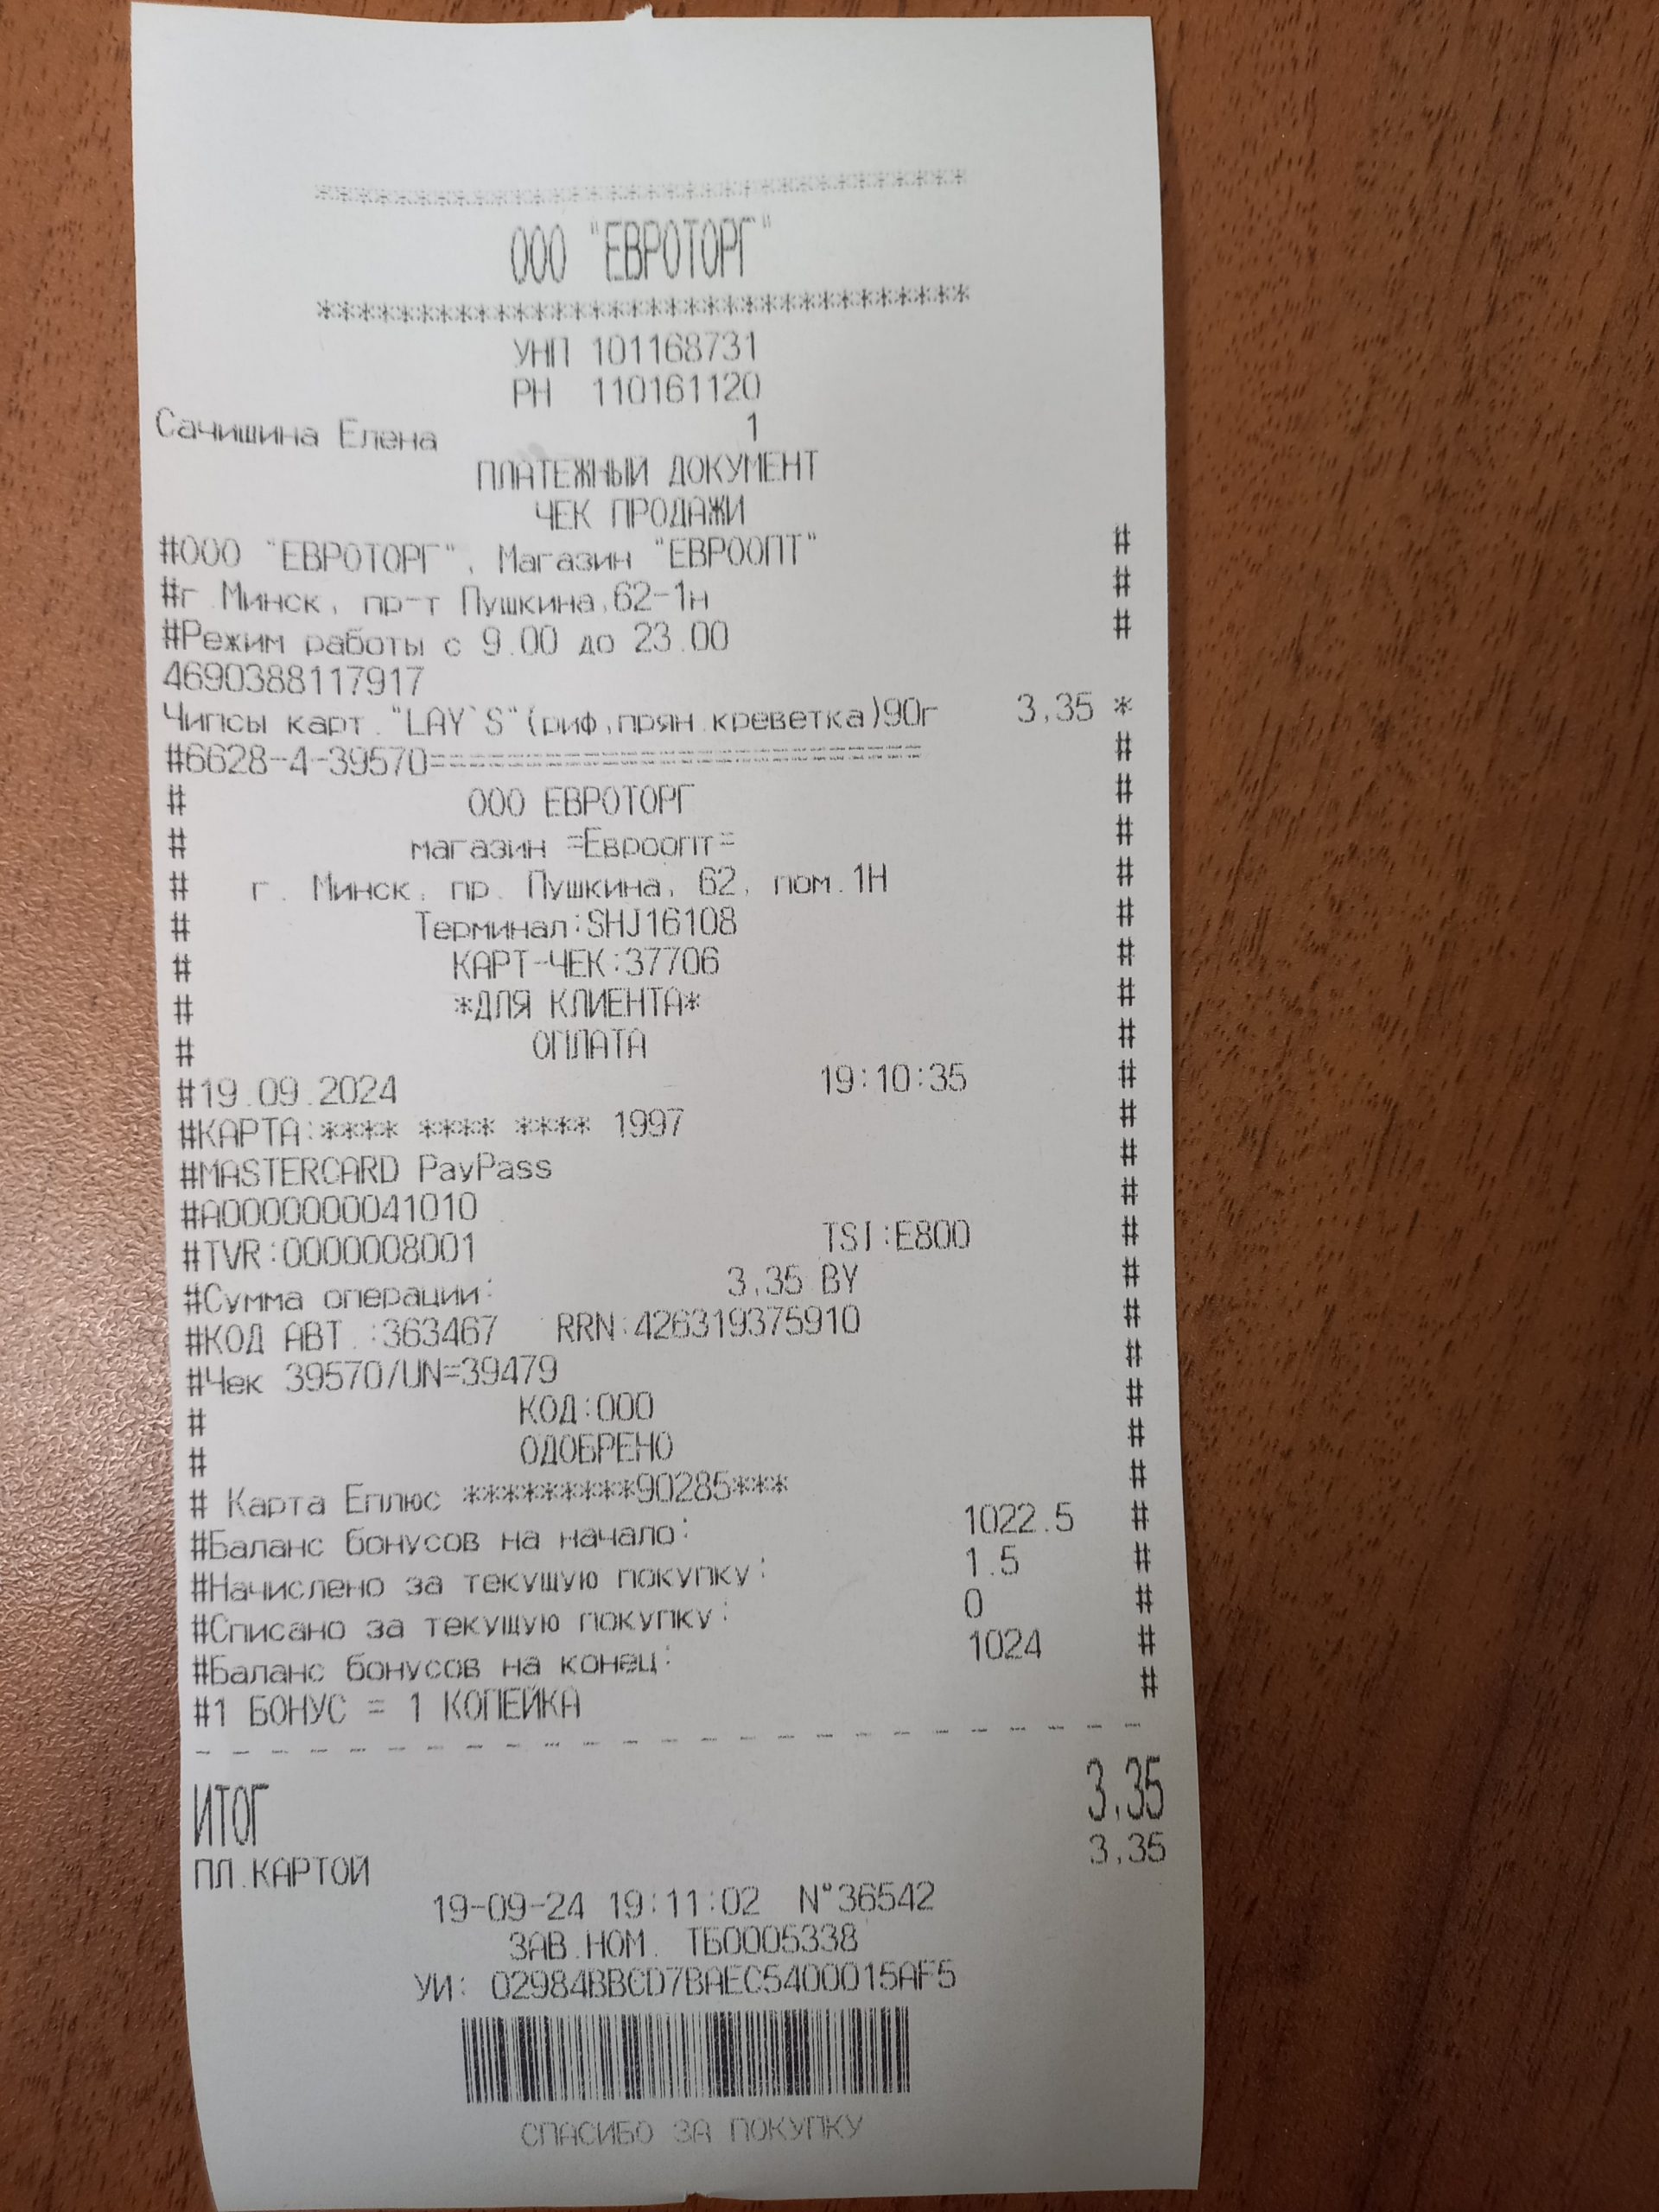 ********************************
ООО "ЕВРОТОРГ"
********************************
УНП 101168731
РН 110161120
Сачишина Елена 1
ПЛАТЕЖНЫЙ ДОКУМЕНТ
ЧЕК ПРОДАЖИ
#ООО "ЕВРОТОРГ", Магазин "ЕВРООПТ" #
#г.Минск, пр-т Пушкина,62-1н #
#Режим работы с 9.00 до 23.00 #
4690388117917
Чипсы карт."LAY`S"(риф,прян.креветка)90г 3,35 *
#6628-4-39570========================== #
# ООО ЕВРОТОРГ #
# магазин =Евроопт= #
# г. Минск, пр. Пушкина, 62, пом.1Н #
# Терминал:SHJ16108 #
# КАРТ-ЧЕК:37706 #
# *ДЛЯ КЛИЕНТА* #
# ОПЛАТА #
#19.09.2024 19:10:35 #
#КАРТА:**** **** **** 1997 #
#MASTERCARD PayPass #
#A0000000041010 #
#TVR:0000008001 TSI:E800 #
#Сумма операции: 3,35 BY #
#КОД АВТ.:363467 RRN:426319375910 #
#Чек 39570/UN=39479 #
# КОД:000 #
# ОДОБРЕНО #
# Карта Еплюс *********90285*** #
#Баланс бонусов на начало: 1022.5 #
#Начислено за текущую покупку: 1.5 #
#Списано за текущую покупку: 0 #
#Баланс бонусов на конец: 1024 #
#1 БОНУС = 1 КОПЕЙКА #
- - - - - - - - - - - - - - - - - - - - - - - - -
ИТОГ 3,35
ПЛ.КАРТОЙ 3,35
19-09-24 19:11:02 N°36542
ЗАВ.НОМ. ТБ0005338
УИ: 02984BBCD7BAEC5400015AF5
СПАСИБО ЗА ПОКУПКУ